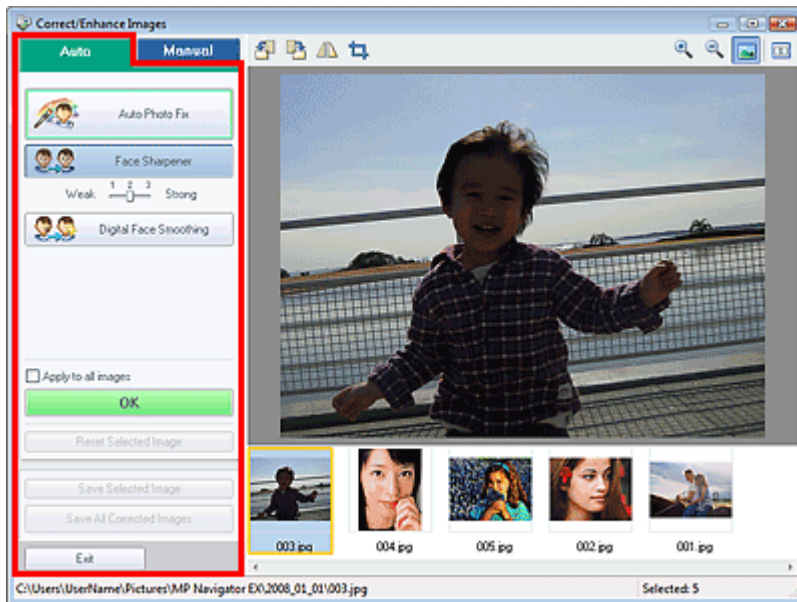 Correct/Enhance Images
Auto Manual
Auto Photo Fix
Face Sharpener
Weak 1 2 3 Strong
Digital Face Smoothing
Apply to all images
OK
Reset Selected Image
Save Selected Image
Save All Corrected Images
Exit
003.jpg 004.jpg 005.jpg 002.jpg 001.jpg
C:\Users\UserName\Pictures\MP Navigator EX\2008_01_01\003.jpg Selected: 5